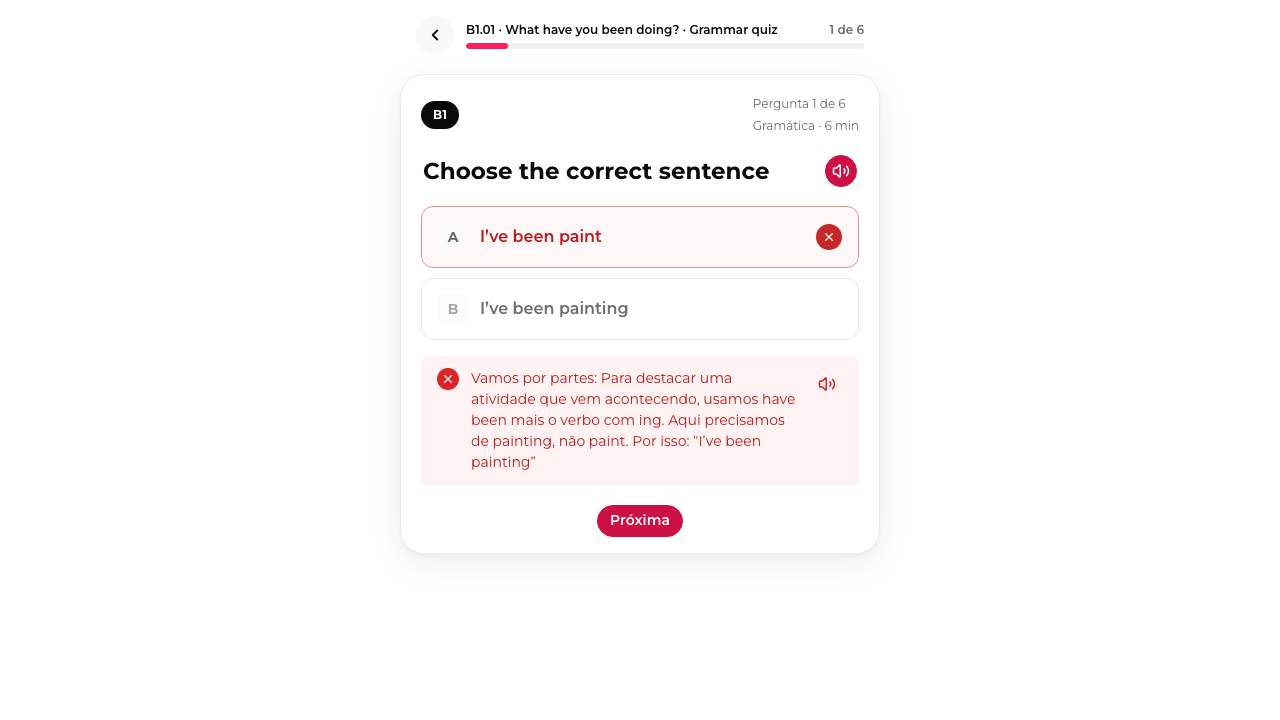 B1.01 · What have you been doing? · Grammar quiz
1 de 6
B1
Pergunta 1 de 6
Gramática · 6 min
Choose the correct sentence
A
I’ve been paint
B
I’ve been painting
Vamos por partes: Para destacar uma
atividade que vem acontecendo, usamos have
been mais o verbo com ing. Aqui precisamos
de painting, não paint. Por isso: “I’ve been
painting”
Próxima